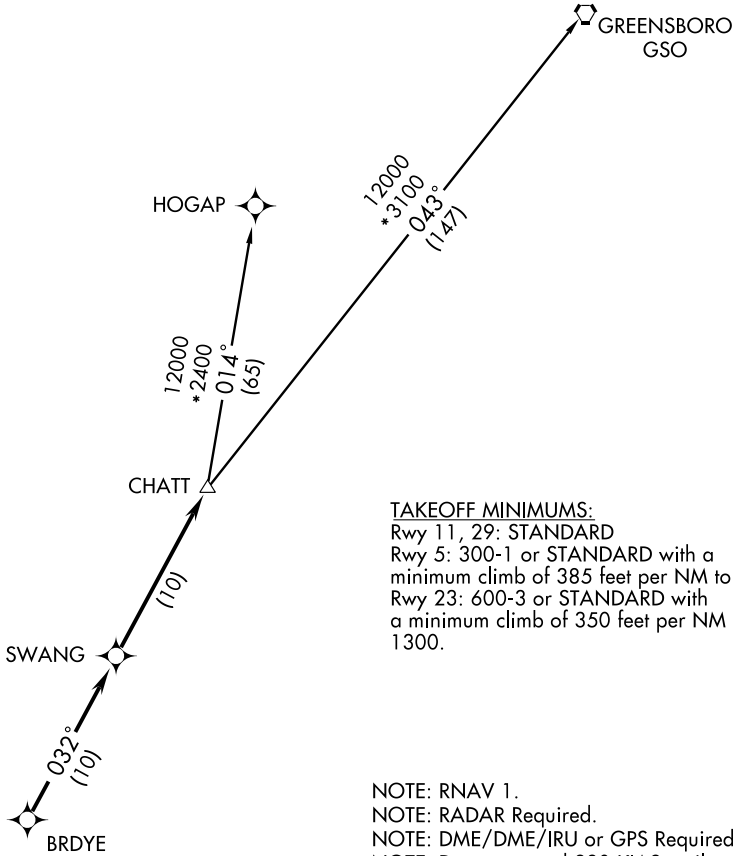 GREENSBORO
GSO
12000
*3100
043°
(147)
HOGAP
12000
*2400
014°
(65)
CHATT
(10)
TAKEOFF MINIMUMS:
Rwy 11, 29: STANDARD
Rwy 5: 300-1 or STANDARD with a
minimum climb of 385 feet per NM to
Rwy 23: 600-3 or STANDARD with
a minimum climb of 350 feet per NM
1300.
SWANG
032°
(10)
BRDYE
NOTE: RNAV 1.
NOTE: RADAR Required.
NOTE: DME/DME/IRU or GPS Required